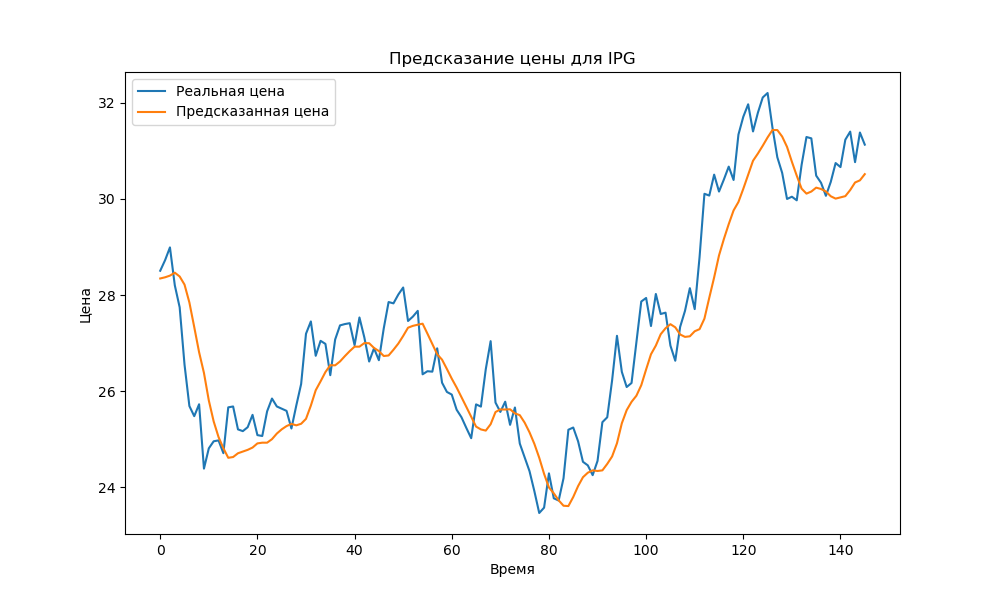 Предсказание цены для IPG
Реальная цена
Предсказанная цена
Цена
32
30
28
26
24
0 20 40 60 80 100 120 140
Время